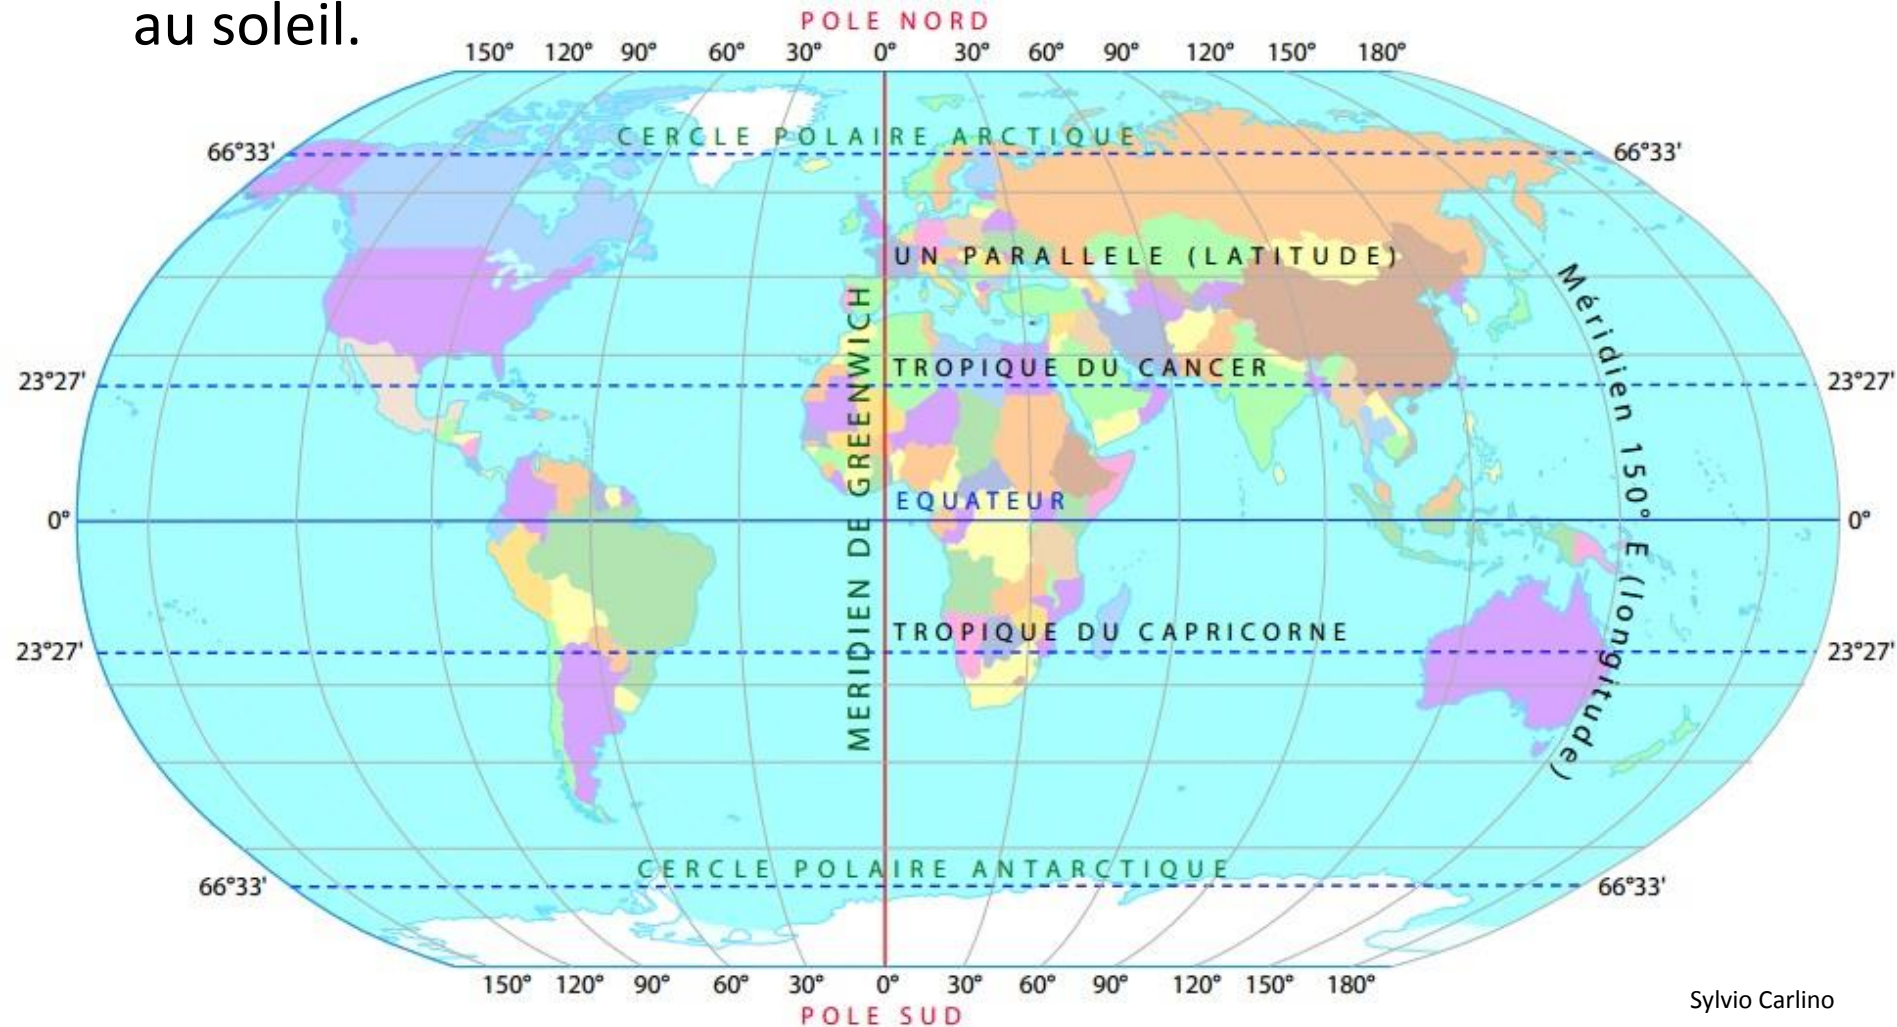 au soleil.
POLE NORD
150° 120° 90° 60° 30° 0° 30° 60° 90° 120° 150° 180°
CERCLE POLAIRE ARCTIQUE
66°33' 66°33'
UN PARALLELE (LATITUDE)
Méridien 150° E (longitude)
MERIDIEN DE GREENWICH
TROPIQUE DU CANCER
23°27' 23°27'
EQUATEUR
0° 0°
TROPIQUE DU CAPRICORNE
23°27' 23°27'
CERCLE POLAIRE ANTARCTIQUE
66°33' 66°33'
150° 120° 90° 60° 30° 0° 30° 60° 90° 120° 150° 180°
POLE SUD
Sylvio Carlino